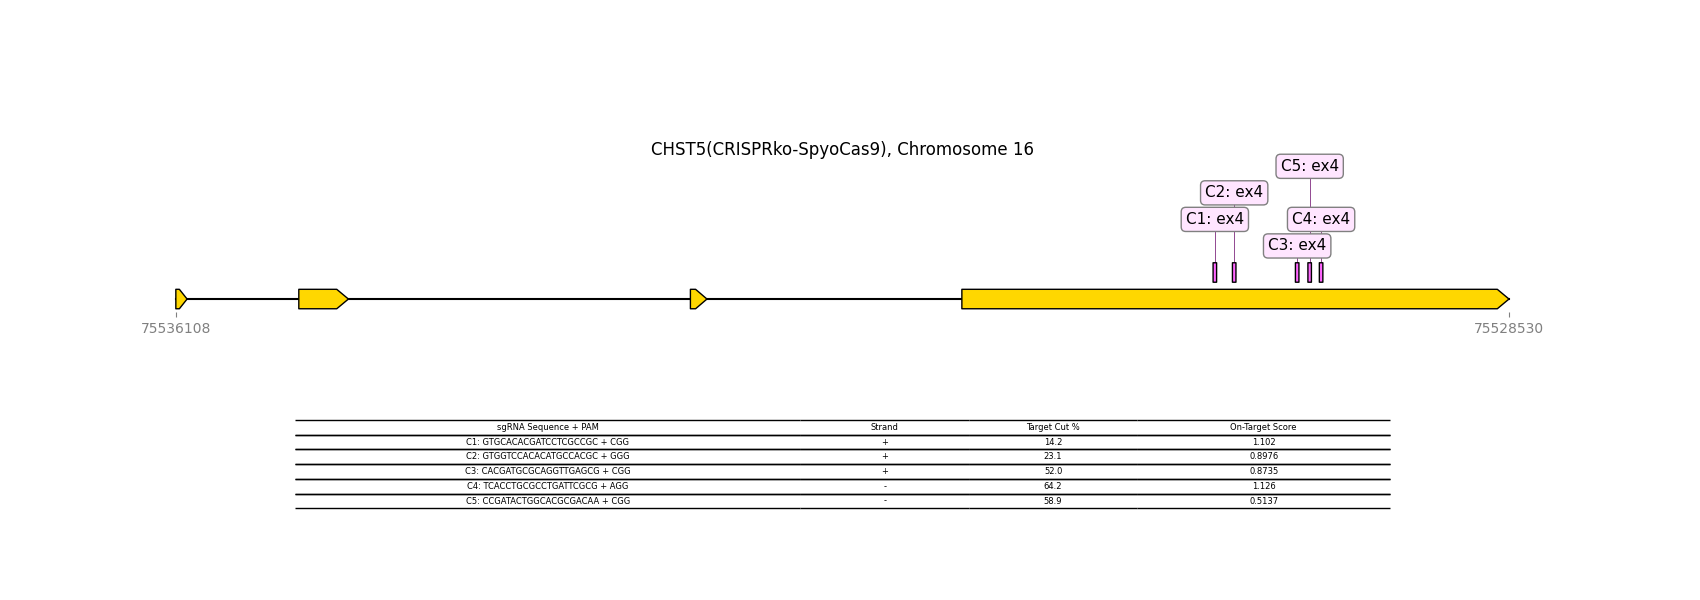 CHST5(CRISPRko-SpyoCas9), Chromosome 16
C5: ex4
C2: ex4
C1: ex4
C4: ex4
C3: ex4
75536108
75528530
sgRNA Sequence + PAM Strand Target Cut % On-Target Score
C1: GTGCACACGATCCTCGCCGC + CGG + 14.2 1.102
C2: GTGGTCCACACATGCCACGC + GGG + 23.1 0.8976
C3: CACGATGCGCAGGTTGAGCG + CGG + 52.0 0.8735
C4: TCACCTGCGCCTGATTCGCG + AGG - 64.2 1.126
C5: CCGATACTGGCACGCGACAA + CGG - 58.9 0.5137